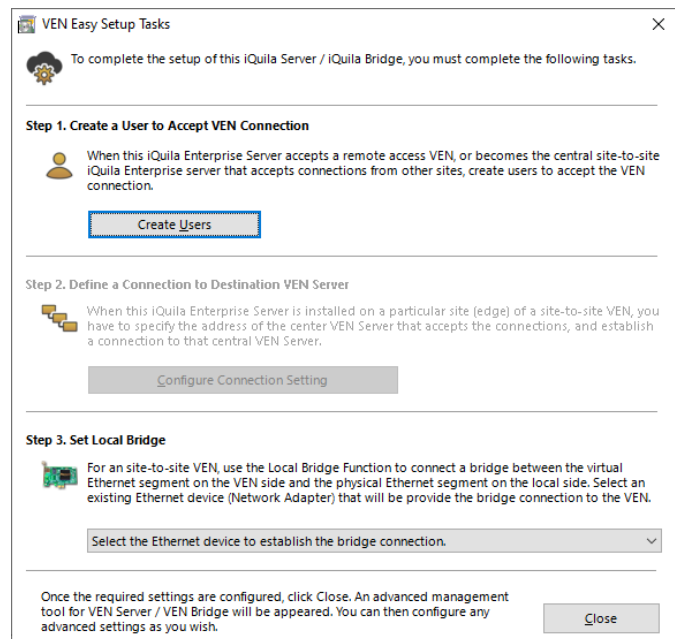 VEN Easy Setup Tasks
To complete the setup of this iQuila Server / iQuila Bridge, you must complete the following tasks.
Step 1. Create a User to Accept VEN Connection
When this iQuila Enterprise Server accepts a remote access VEN, or becomes the central site-to-site
iQuila Enterprise server that accepts connections from other sites, create users to accept the VEN
connection.
Create Users
Step 2. Define a Connection to Destination VEN Server
When this iQuila Enterprise Server is installed on a particular site (edge) of a site-to-site VEN, you
have to specify the address of the center VEN Server that accepts the connections, and establish
a connection to that central VEN Server.
Configure Connection Setting
Step 3. Set Local Bridge
For an site-to-site VEN, use the Local Bridge Function to connect a bridge between the virtual
Ethernet segment on the VEN side and the physical Ethernet segment on the local side. Select an
existing Ethernet device (Network Adapter) that will be provide the bridge connection to the VEN.
Select the Ethernet device to establish the bridge connection.
Once the required settings are configured, click Close. An advanced management
tool for VEN Server / VEN Bridge will be appeared. You can then configure any
advanced settings as you wish.
Close